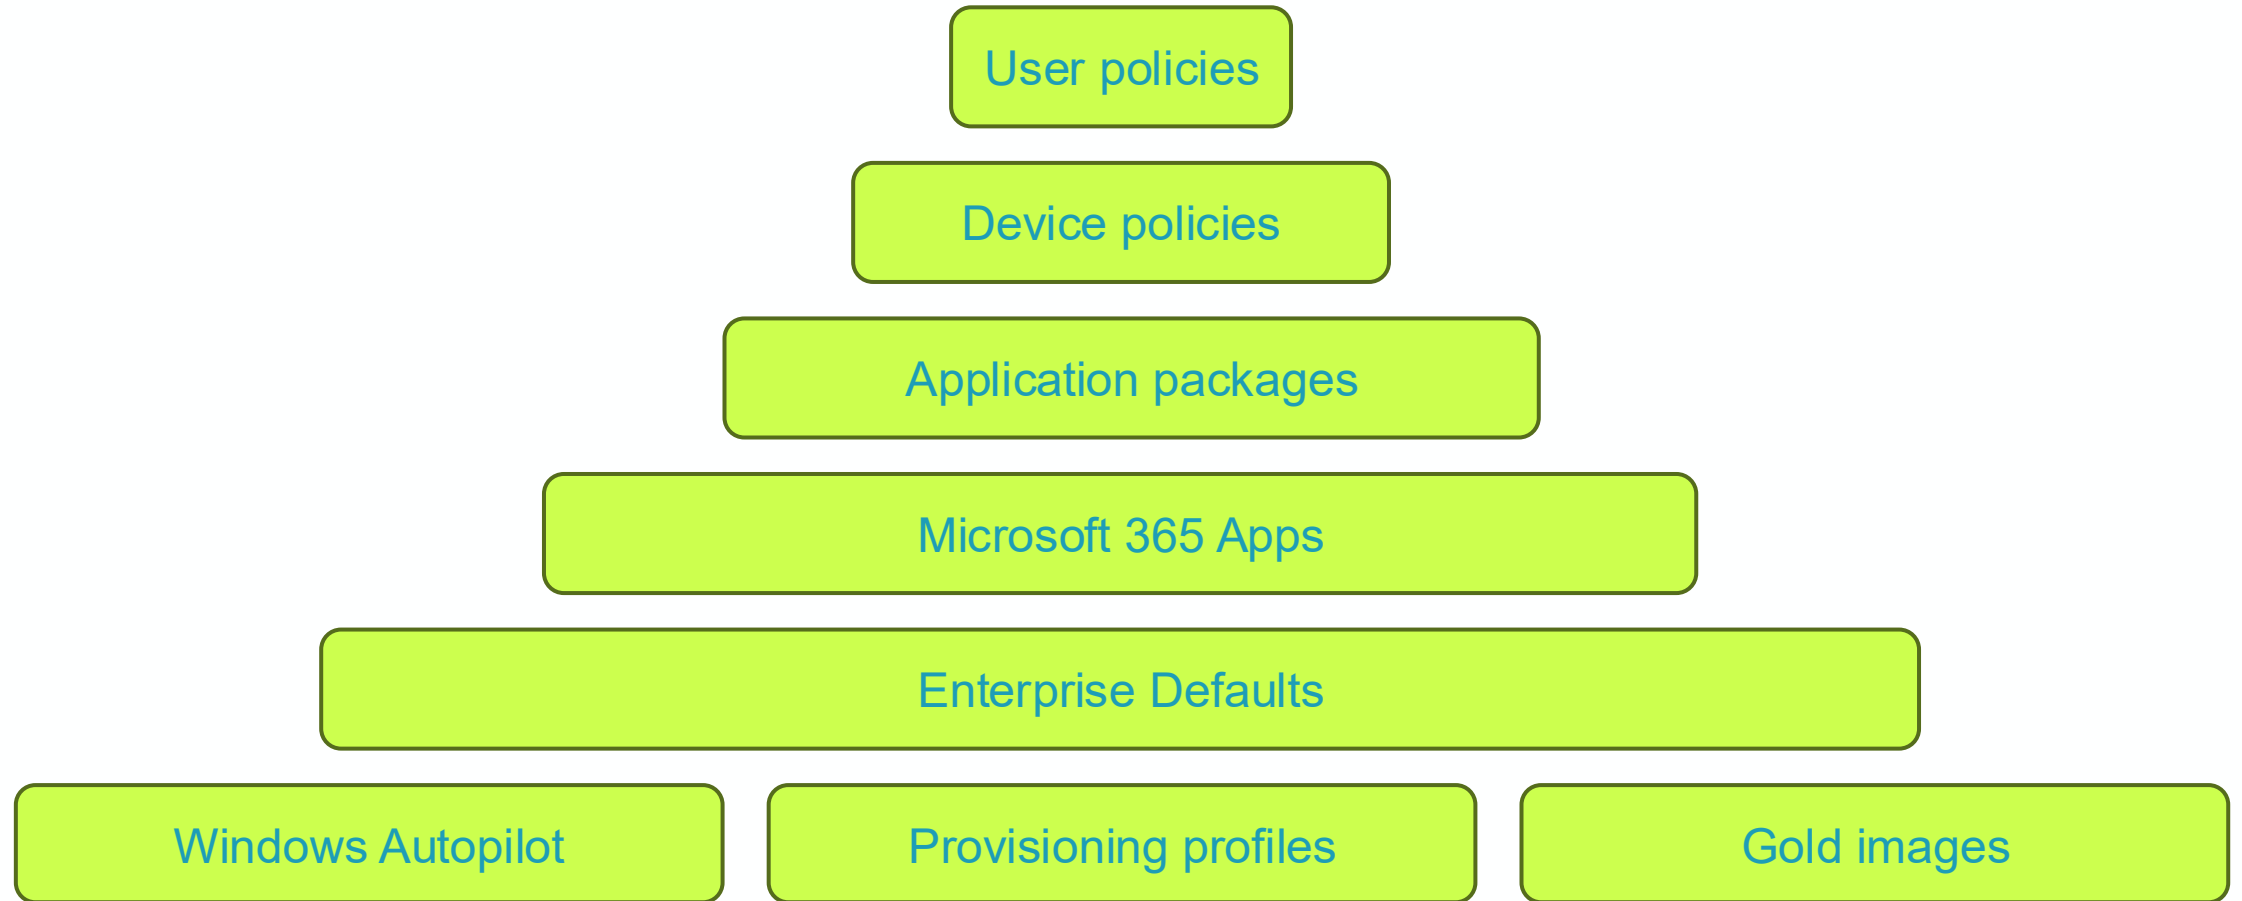 User policies
Device policies
Application packages
Microsoft 365 Apps
Enterprise Defaults
Windows Autopilot
Provisioning profiles
Gold images